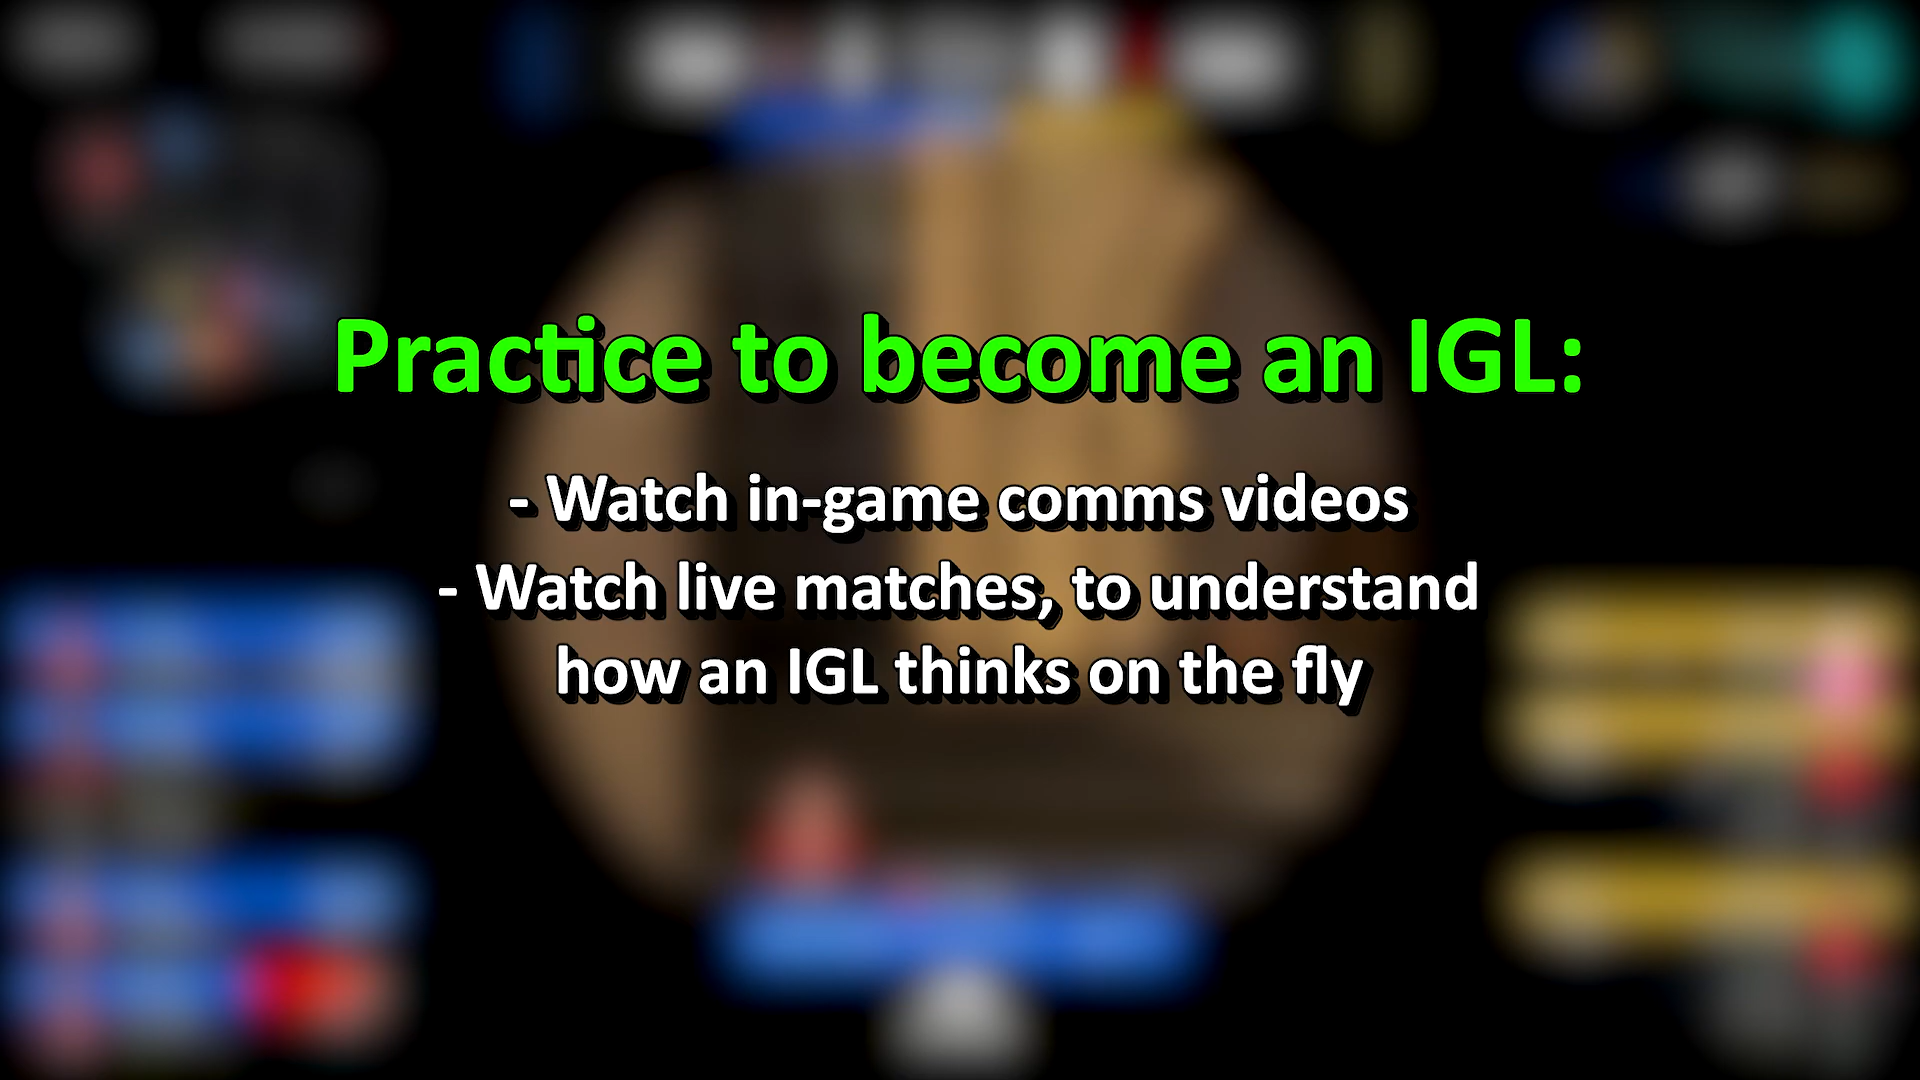 Practice to become an IGL:
- Watch in-game comms videos
- Watch live matches, to understand
how an IGL thinks on the fly